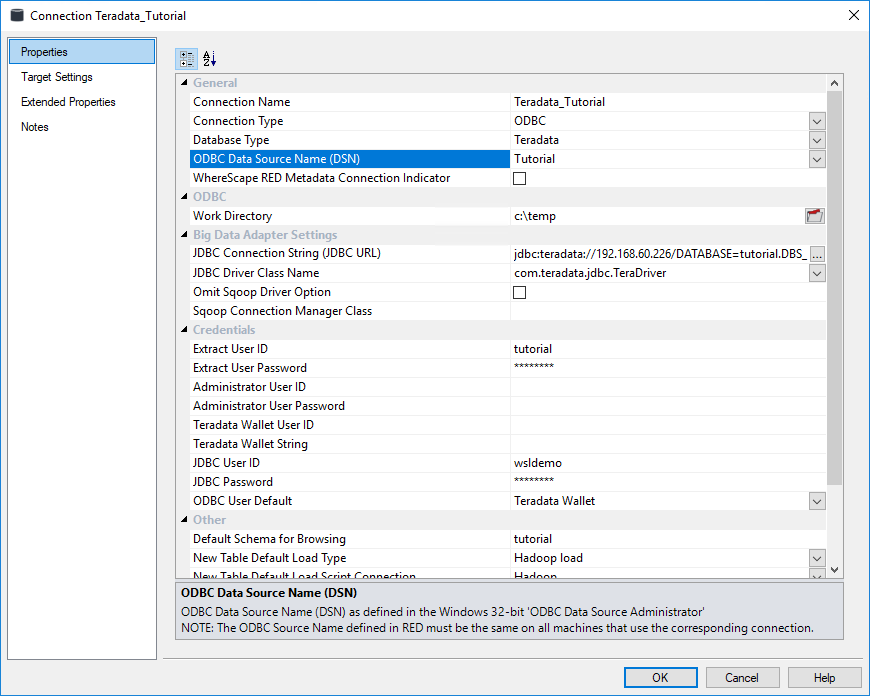 Connection Teradata_Tutorial
Properties
Target Settings
Extended Properties
Notes
General
Connection Name Teradata_Tutorial
Connection Type ODBC
Database Type Teradata
ODBC Data Source Name (DSN) Tutorial
WhereScape RED Metadata Connection Indicator
ODBC
Work Directory c:\temp
Big Data Adapter Settings
JDBC Connection String (JDBC URL) jdbc:teradata://192.168.60.226/DATABASE=tutorial.DBS_ ...
JDBC Driver Class Name com.teradata.jdbc.TeraDriver
Omit Sqoop Driver Option
Sqoop Connection Manager Class
Credentials
Extract User ID tutorial
Extract User Password ********
Administrator User ID
Administrator User Password
Teradata Wallet User ID
Teradata Wallet String
JDBC User ID wsldemo
JDBC Password ********
ODBC User Default Teradata Wallet
Other
Default Schema for Browsing tutorial
New Table Default Load Type Hadoop load
New Table Default Load Script Connection Hadoop
ODBC Data Source Name (DSN)
ODBC Data Source Name (DSN) as defined in the Windows 32-bit 'ODBC Data Source Administrator'
NOTE: The ODBC Source Name defined in RED must be the same on all machines that use the corresponding connection.
OK Cancel Help